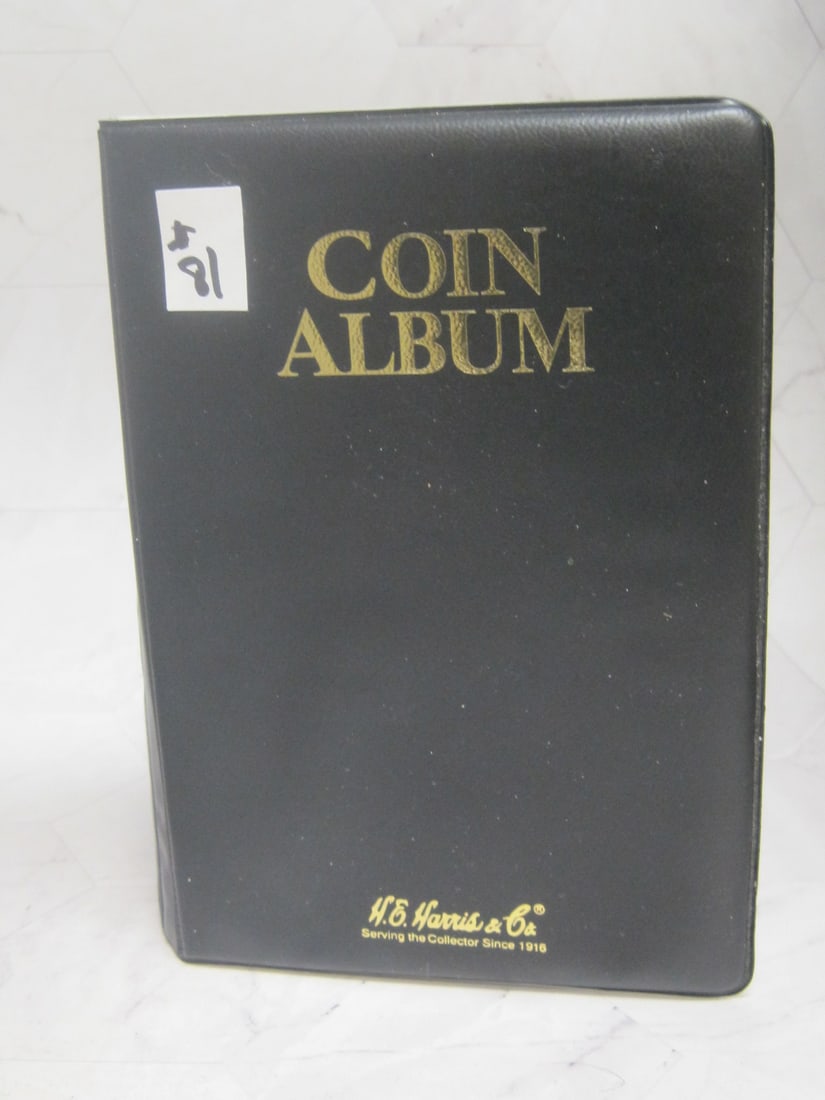 #
81
COIN
ALBUM
H.E. Harris & Co.®
Serving the Collector Since 1916